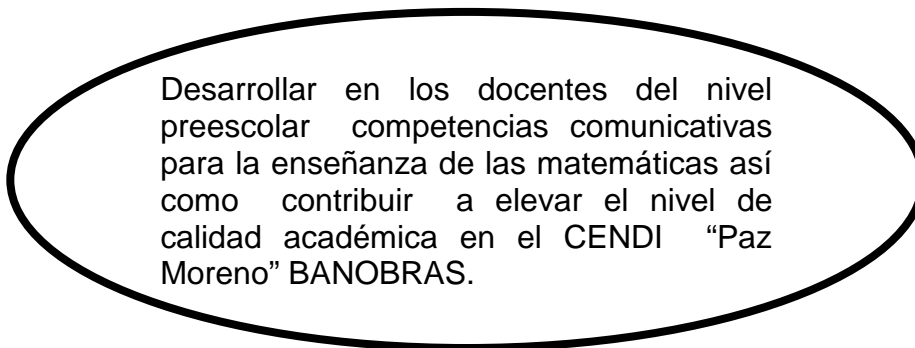 Desarrollar en los docentes del nivel
preescolar competencias comunicativas
para la enseñanza de las matemáticas así
como contribuir a elevar el nivel de
calidad académica en el CENDI “Paz
Moreno” BANOBRAS.